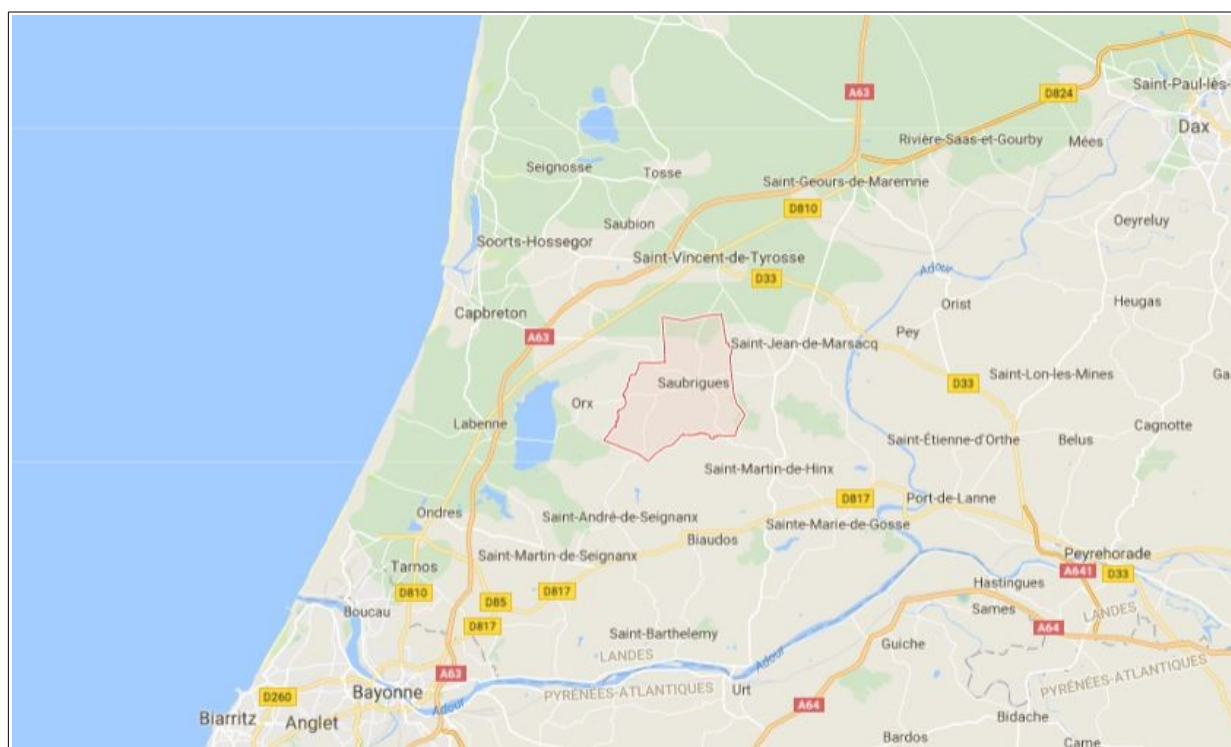 A63
D824
Saint-Paul-lès-
Dax
Rivière-Saas-et-Gourby
Mées
Seignosse
Tosse
Saint-Geours-de-Maremne
D810
Oeyreluy
Saubion
Soorts-Hossegor
Saint-Vincent-de-Tyrosse
D33
Adour
Orist
Heugas
Capbreton
A63
Saint-Jean-de-Marsacq
Pey
Saubrigues
D33
Saint-Lon-les-Mines
Ga
Orx
Labenne
Cagnotte
Saint-Étienne-d'Orthe
Belus
Saint-Martin-de-Hinx
D817
Port-de-Lanne
Ondres
Saint-André-de-Seignanx
Sainte-Marie-de-Gosse
Biaudos
Saint-Martin-de-Seignanx
Peyrehorade
Tarnos
A641
D33
D810
D85
D817
Hastingues
Boucau
Sames
LANDES
D817
Saint-Barthelemy
A64
Guiche
LANDES
Adour
A63
Bayonne
PYRÉNÉES-ATLANTIQUES
Urt
PYRÉNÉES-ATLANTIQUES
D260
Adour
A64
Biarritz
Anglet
Bidache
Bardos
Came